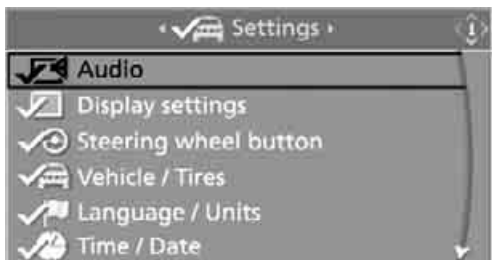 Settings
Audio
Display settings
Steering wheel button
Vehicle / Tires
Language / Units
Time / Date